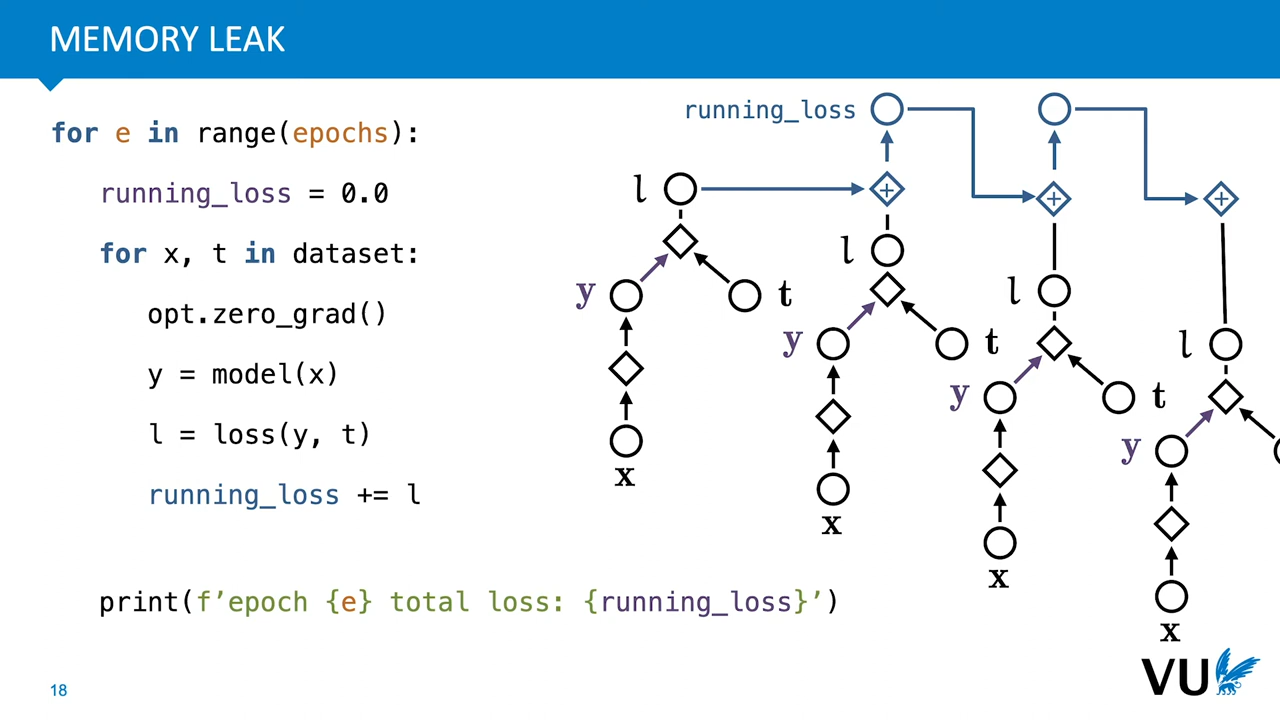 MEMORY LEAK
for e in range(epochs):
running_loss = 0.0
for x, t in dataset:
opt.zero_grad()
y = model(x)
l = loss(y, t)
running_loss += l
print(f’epoch {e} total loss: {running_loss}’)
running_loss
+
+
+
l
y
t
x
l
y
t
x
l
y
t
x
l
y
x
18
VU